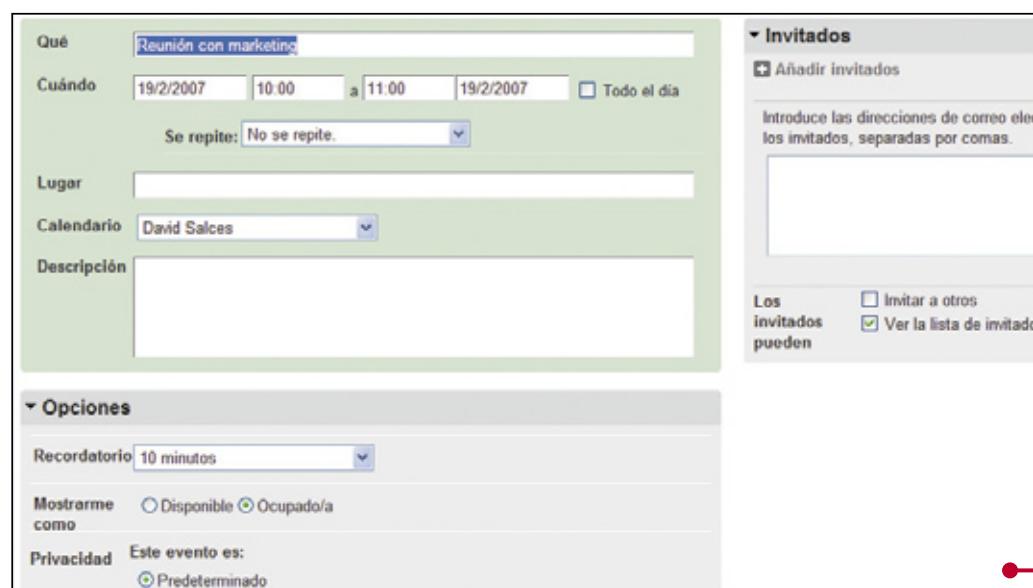 Qué Reunión con marketing
Cuándo 19/2/2007 10:00 a 11:00 19/2/2007 Todo el día
Se repite: No se repite.
Lugar
Calendario David Salces
Descripción
Opciones
Recordatorio 10 minutos
Mostrarme como Disponible Ocupado/a
Privacidad Este evento es:
Predeterminado
Invitados
Añadir invitados
Introduce las direcciones de correo
los invitados, separadas por comas.
Los invitados pueden
Invitar a otros
Ver la lista de